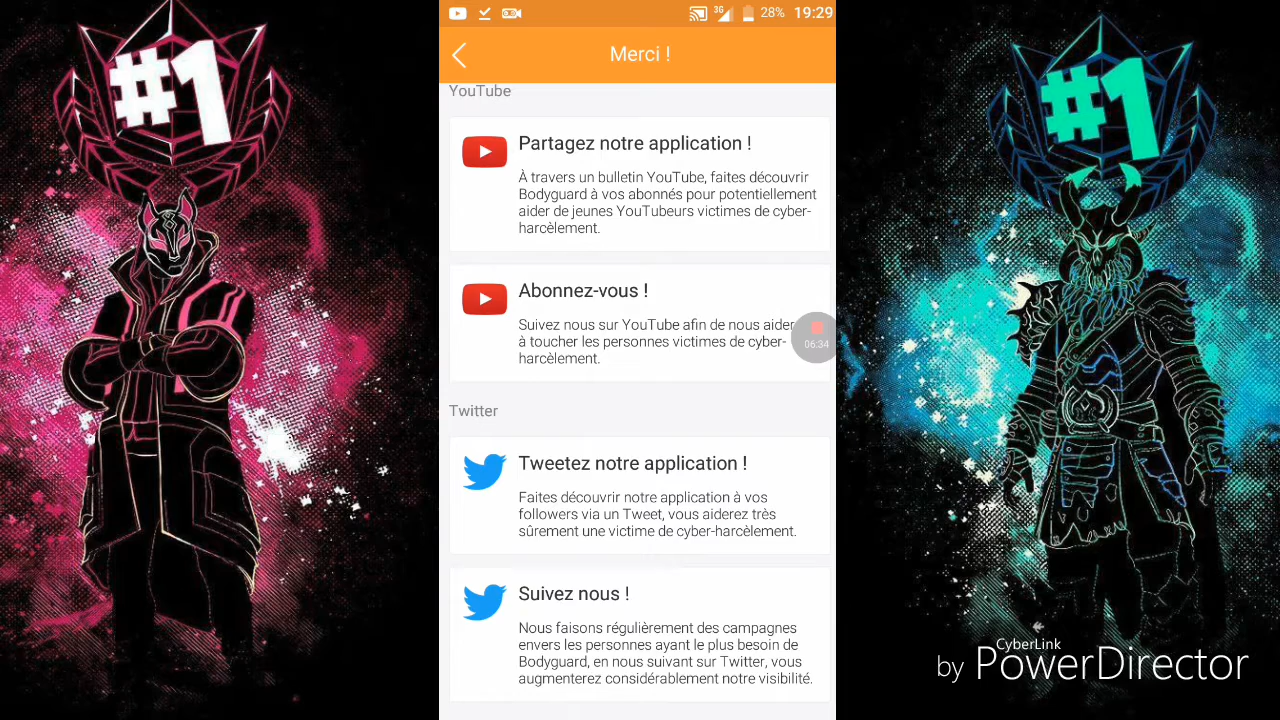 #1
3G 28% 19:29
Merci !
YouTube
Partagez notre application !
À travers un bulletin YouTube, faites découvrir
Bodyguard à vos abonnés pour potentiellement
aider de jeunes YouTubeurs victimes de cyber-
harcèlement.
Abonnez-vous !
Suivez nous sur YouTube afin de nous aider
à toucher les personnes victimes de cyber-
harcèlement.
06:34
Twitter
Tweetez notre application !
Faites découvrir notre application à vos
followers via un Tweet, vous aiderez très
sûrement une victime de cyber-harcèlement.
Suivez nous !
Nous faisons régulièrement des campagnes
envers les personnes ayant le plus besoin de
Bodyguard, en nous suivant sur Twitter, vous
augmenterez considérablement notre visibilité.
#1
CyberLink
by PowerDirector